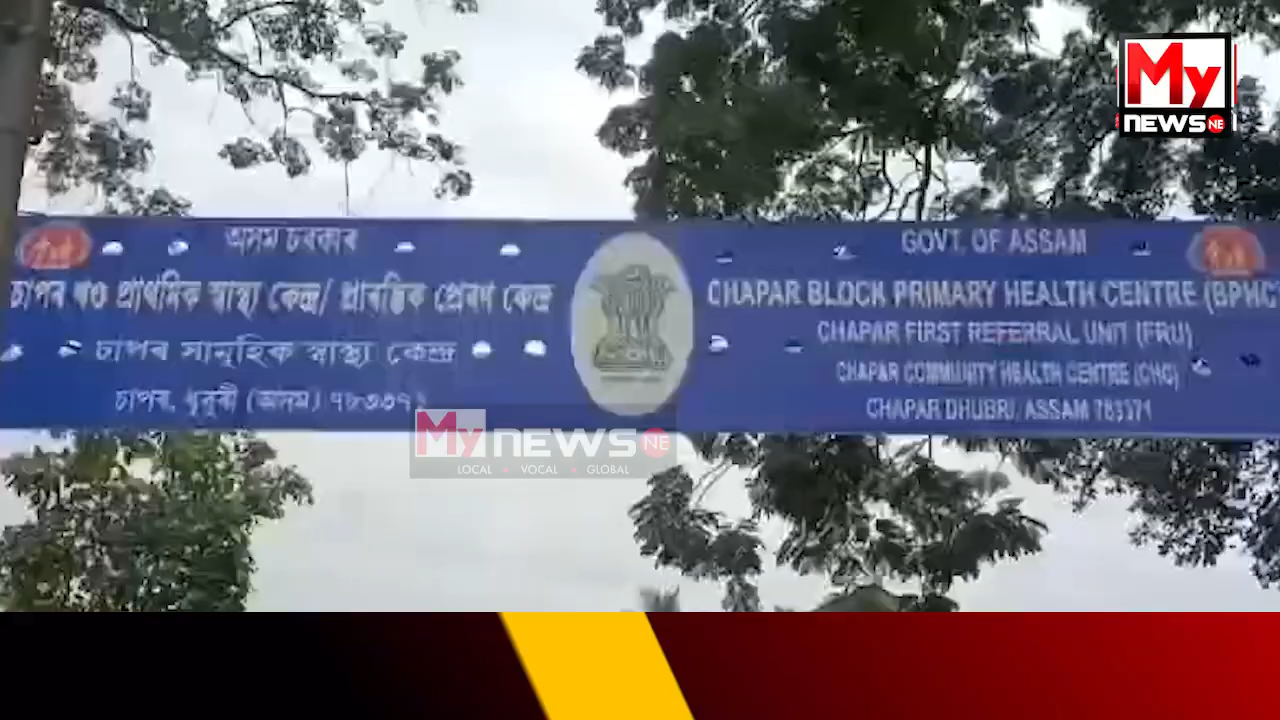 My
NEWS NE
অসম চৰকাৰ
চাপৰ খণ্ড প্ৰাথমিক স্বাস্থ্য কেন্দ্ৰ/ প্ৰাৰম্ভিক প্ৰেৰণ কেন্দ্ৰ
চাপৰ সামূহিক স্বাস্থ্য কেন্দ্ৰ
চাপৰ, ধুবুৰী (অসম) ৭৮৩৩৭১
GOVT. OF ASSAM
CHAPAR BLOCK PRIMARY HEALTH CENTRE (BPHC)
CHAPAR FIRST REFERRAL UNIT (FRU)
CHAPAR COMMUNITY HEALTH CENTRE (CHC)
CHAPAR DHUBRI, ASSAM 783371
My NEWS NE
LOCAL • VOCAL • GLOBAL